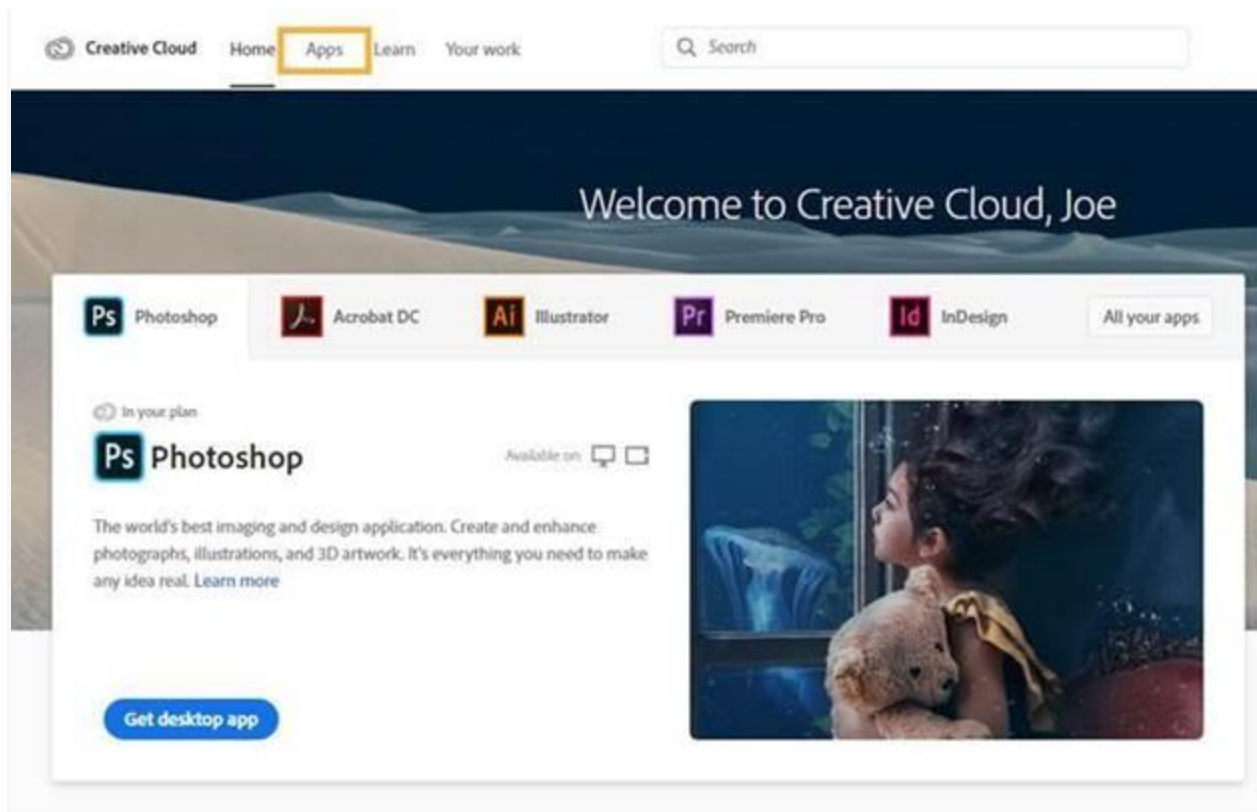 Creative Cloud Home Apps Learn Your work Search
Welcome to Creative Cloud, Joe
Ps Photoshop Acrobat DC Ai Illustrator Pr Premiere Pro Id InDesign All your apps
In your plan
Ps Photoshop Available on:
The world's best imaging and design application. Create and enhance
photographs, illustrations, and 3D artwork. It's everything you need to make
any idea real. Learn more
Get desktop app